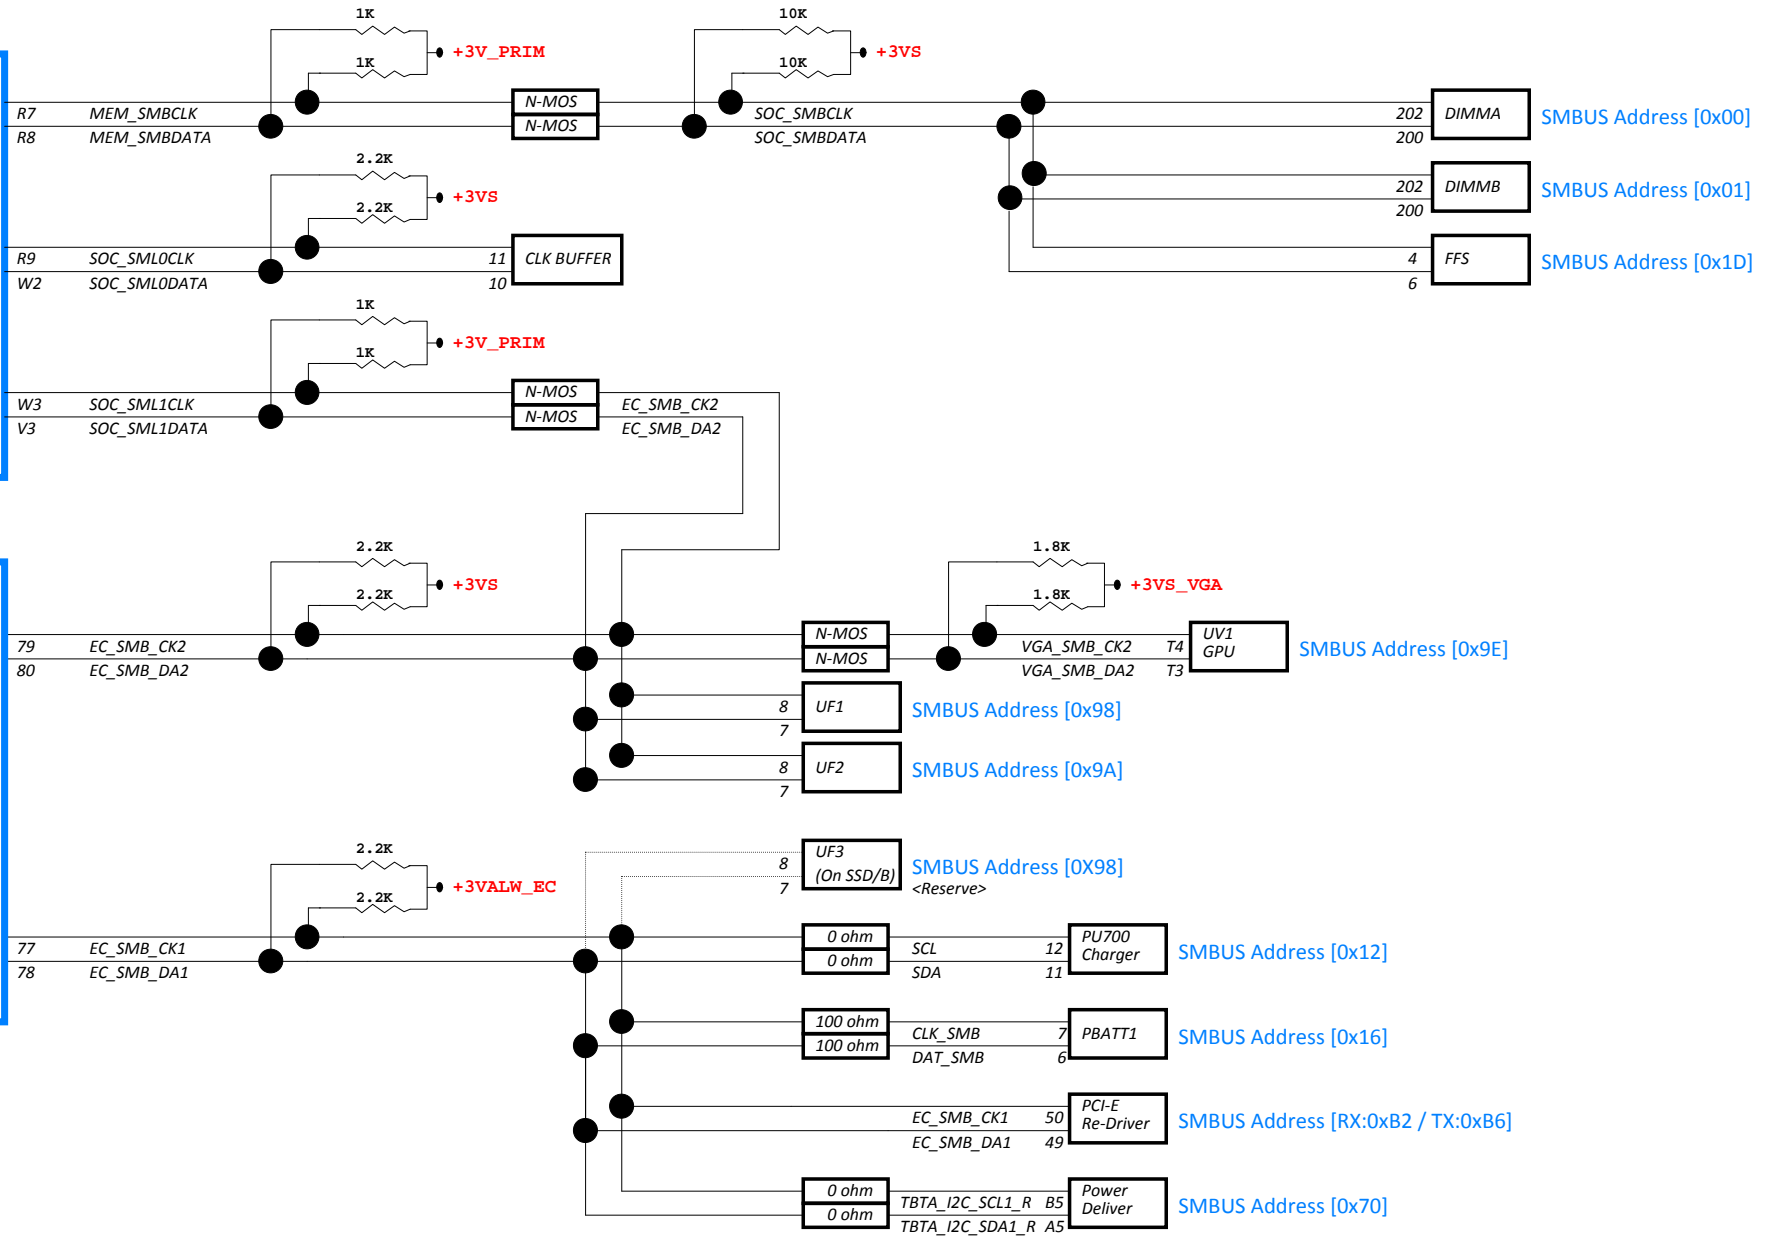 1K
+3V_PRIM
1K
10K
+3VS
10K
R7 MEM_SMBCLK
R8 MEM_SMBDATA
N-MOS
N-MOS
SOC_SMBCLK
SOC_SMBDATA
202 DIMMA
200
SMBUS Address [0x00]
202 DIMMB
200
SMBUS Address [0x01]
4 FFS
6
SMBUS Address [0x1D]
2.2K
+3VS
2.2K
R9 SOC_SML0CLK
W2 SOC_SML0DATA
11 CLK BUFFER
10
1K
+3V_PRIM
1K
W3 SOC_SML1CLK
V3 SOC_SML1DATA
N-MOS
N-MOS
EC_SMB_CK2
EC_SMB_DA2
2.2K
+3VS
2.2K
79 EC_SMB_CK2
80 EC_SMB_DA2
1.8K
+3VS_VGA
1.8K
N-MOS
N-MOS
VGA_SMB_CK2 T4
VGA_SMB_DA2 T3
UV1
GPU
SMBUS Address [0x9E]
8 UF1
7
SMBUS Address [0x98]
8 UF2
7
SMBUS Address [0x9A]
8 UF3
7 (On SSD/B)
SMBUS Address [0X98]
<Reserve>
2.2K
+3VALW_EC
2.2K
77 EC_SMB_CK1
78 EC_SMB_DA1
0 ohm
0 ohm
SCL 12
SDA 11
PU700
Charger
SMBUS Address [0x12]
100 ohm
100 ohm
CLK_SMB 7
DAT_SMB 6
PBATT1
SMBUS Address [0x16]
EC_SMB_CK1 50
EC_SMB_DA1 49
PCI-E
Re-Driver
SMBUS Address [RX:0xB2 / TX:0xB6]
0 ohm
0 ohm
TBTA_I2C_SCL1_R B5
TBTA_I2C_SDA1_R A5
Power
Deliver
SMBUS Address [0x70]